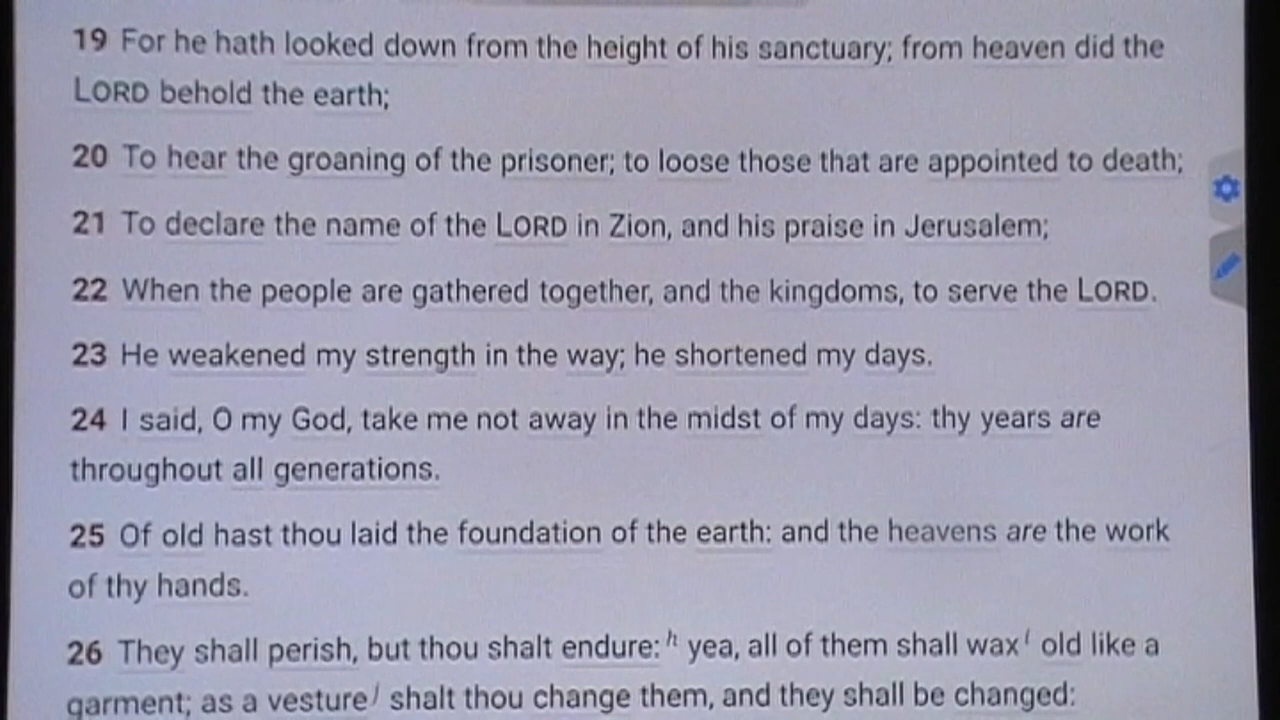 19 For he hath looked down from the height of his sanctuary; from heaven did the
LORD behold the earth;
20 To hear the groaning of the prisoner; to loose those that are appointed to death;
21 To declare the name of the LORD in Zion, and his praise in Jerusalem;
22 When the people are gathered together, and the kingdoms, to serve the LORD.
23 He weakened my strength in the way; he shortened my days.
24 I said, O my God, take me not away in the midst of my days: thy years are
throughout all generations.
25 Of old hast thou laid the foundation of the earth: and the heavens are the work
of thy hands.
26 They shall perish, but thou shalt endure:h yea, all of them shall waxi old like a
garment; as a vesturej shalt thou change them, and they shall be changed: